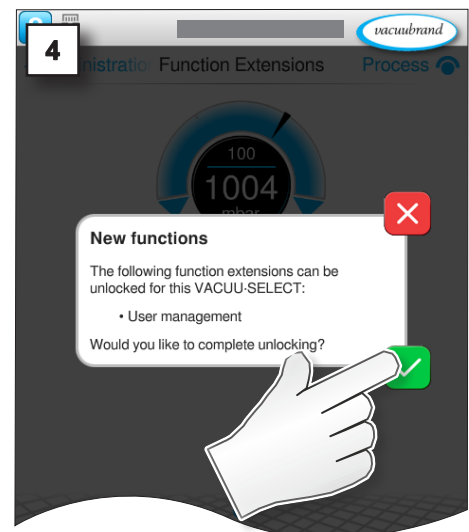 vacuubrand
4
nistratio Function Extensions Process
100
1004
mbar
New functions
The following function extensions can be
unlocked for this VACUU·SELECT:
• User management
Would you like to complete unlocking?